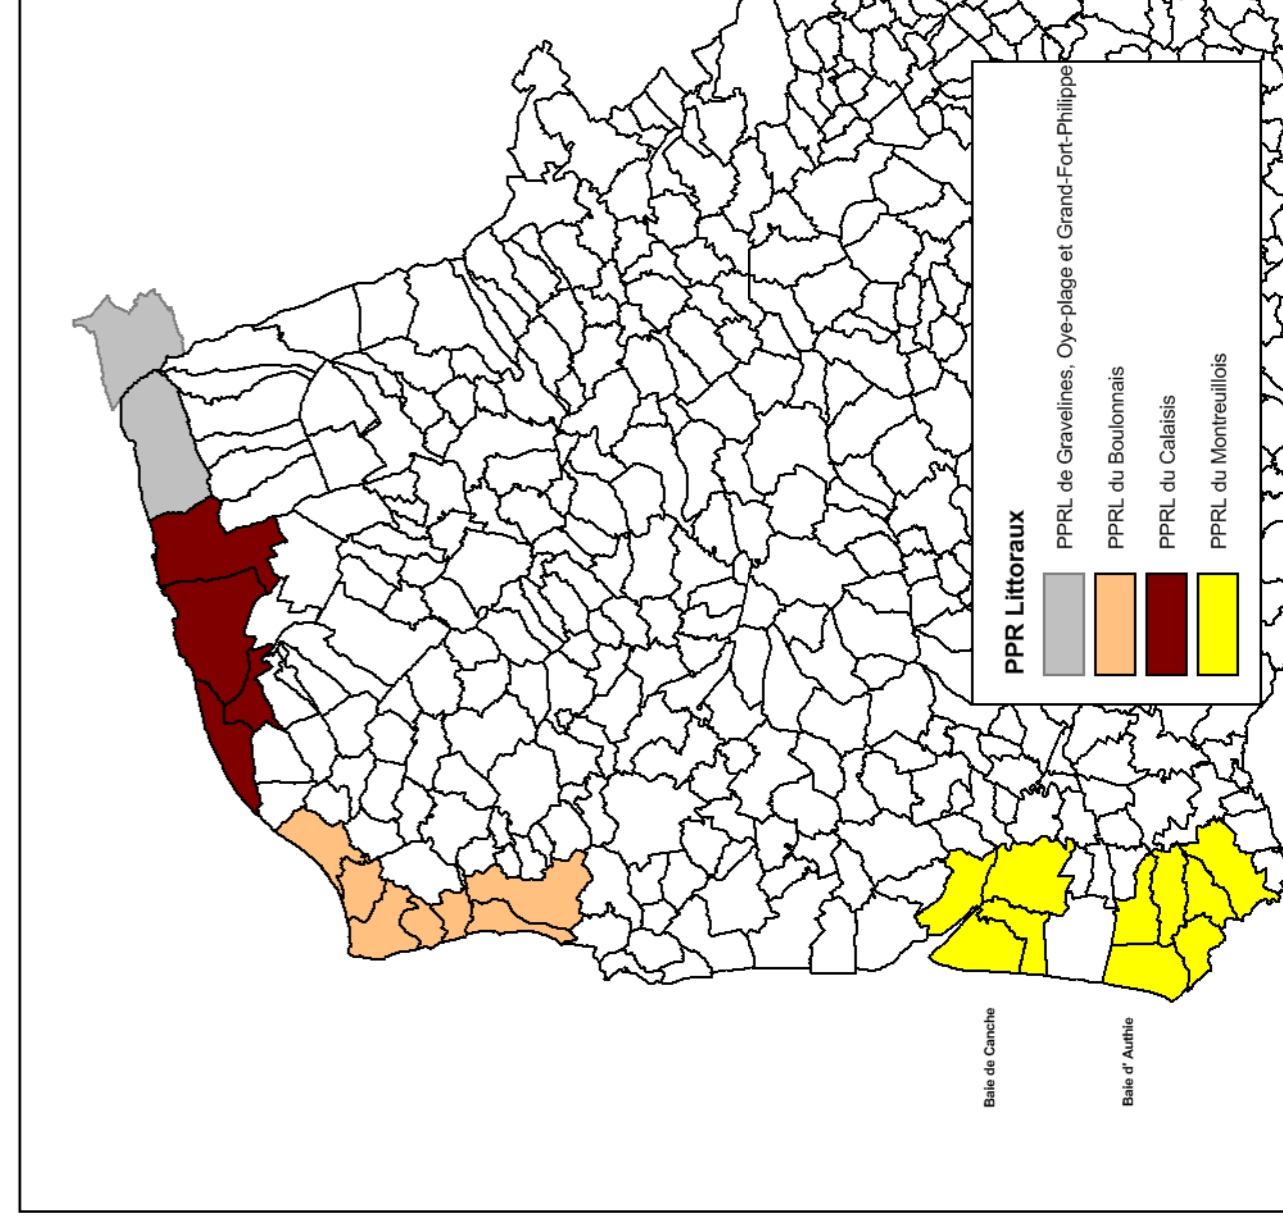 PPR Littoraux
PPRL de Gravelines, Oye-plage et Grand-Fort-Philippe
PPRL du Boulonnais
PPRL du Calaisis
PPRL du Montreuillois
Baie de Canche
Baie d' Authie